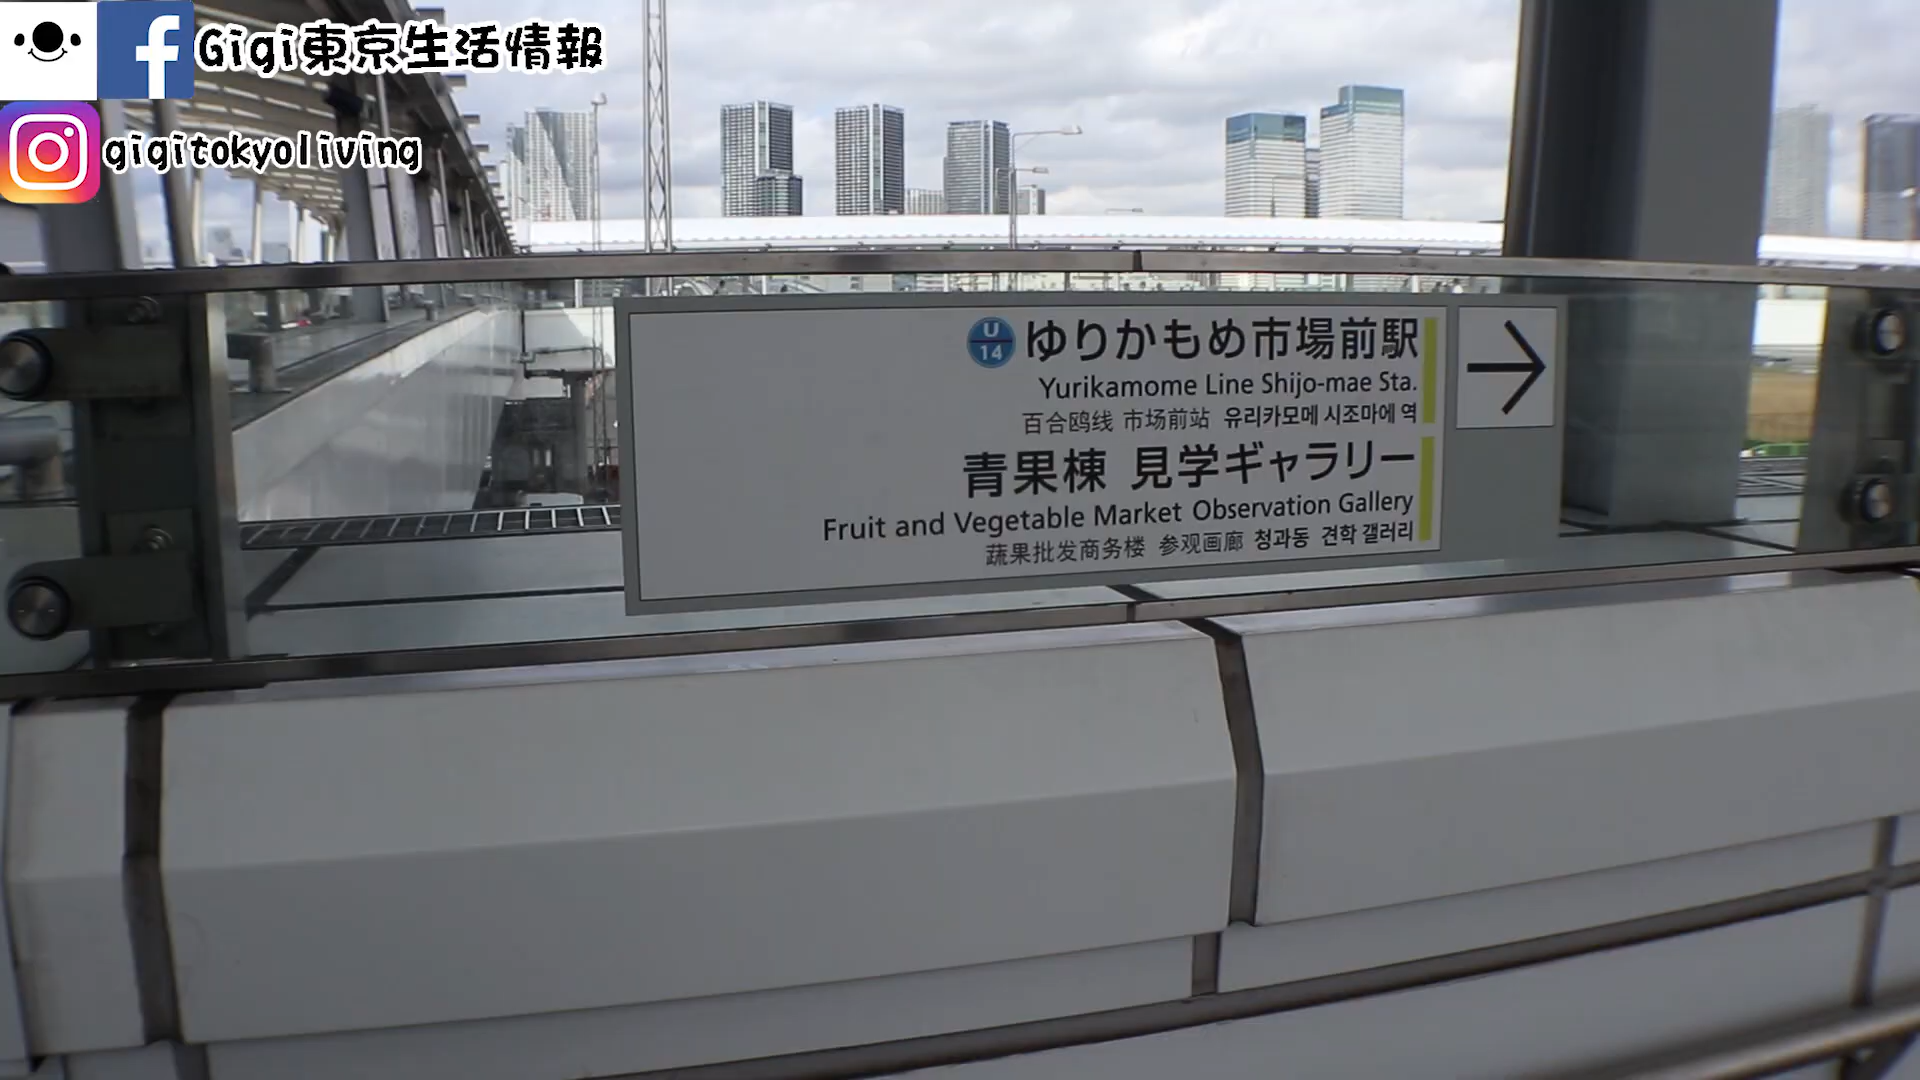 Gigi東京生活情報
gigitokyoliving
U 14 ゆりかもめ市場前駅
Yurikamome Line Shijo-mae Sta.
百合鸥线 市场前站 유리카모메 시조마에 역
青果棟 見学ギャラリー
Fruit and Vegetable Market Observation Gallery
蔬果批发商务楼 参观画廊 청과동 견학 갤러리